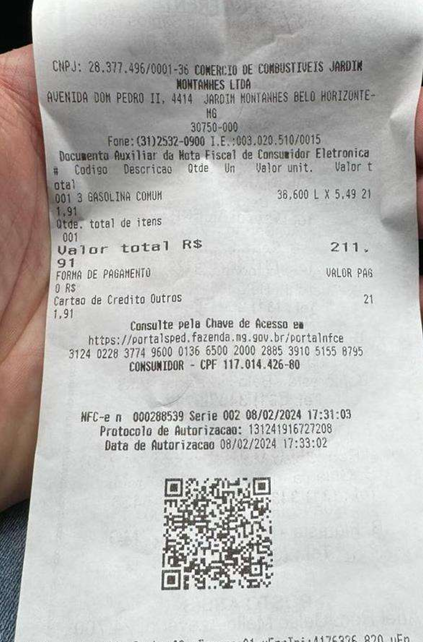 CNPJ: 28.377.496/0001-36 COMERCIO DE COMBUSTIVEIS JARDIM
MONTANHES LTDA
AVENIDA DOM PEDRO II, 4414 JARDIM MONTANHES BELO HORIZONTE-
MG
30750-000
Fone:(31)2532-0900 I.E.:003.020.510/0015
Documento Auxiliar da Nota Fiscal de Consumidor Eletronica
# Codigo Descricao Qtde Un Valor unit. Valor t
otal
001 3 GASOLINA COMUM 38,600 L X 5.49 21
1,91
Qtde. total de itens
001
Valor total R$ 211,
91
FORMA DE PAGAMENTO VALOR PAG
O R$
Cartao de Credito Outros 21
1,91
Consulte pela Chave de Acesso em
https://portalsped.fazenda.mg.gov.br/portalnfce
3124 0228 3774 9600 0136 6500 2000 2885 3910 5155 8795
CONSUMIDOR - CPF 117.014.426-80
NFC-e n 000288539 Serie 002 08/02/2024 17:31:03
Protocolo de Autorizacao: 131241916727208
Data de Autorizacao 08/02/2024 17:33:02